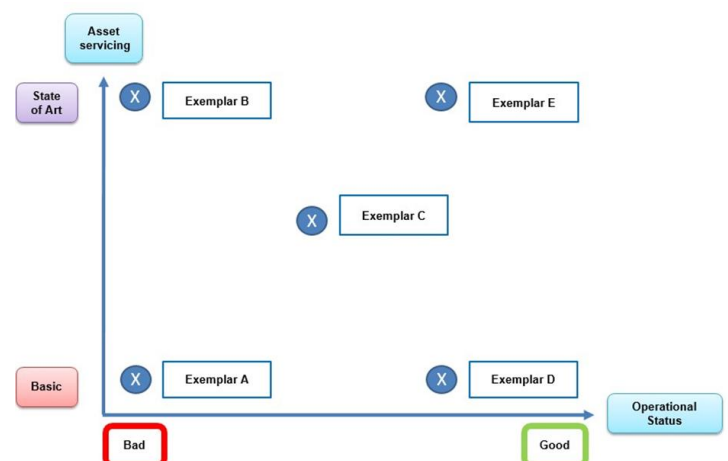 Asset
servicing
State
of Art
X
Exemplar B
X
Exemplar E
X
Exemplar C
Basic
X
Exemplar A
X
Exemplar D
Operational
Status
Bad
Good